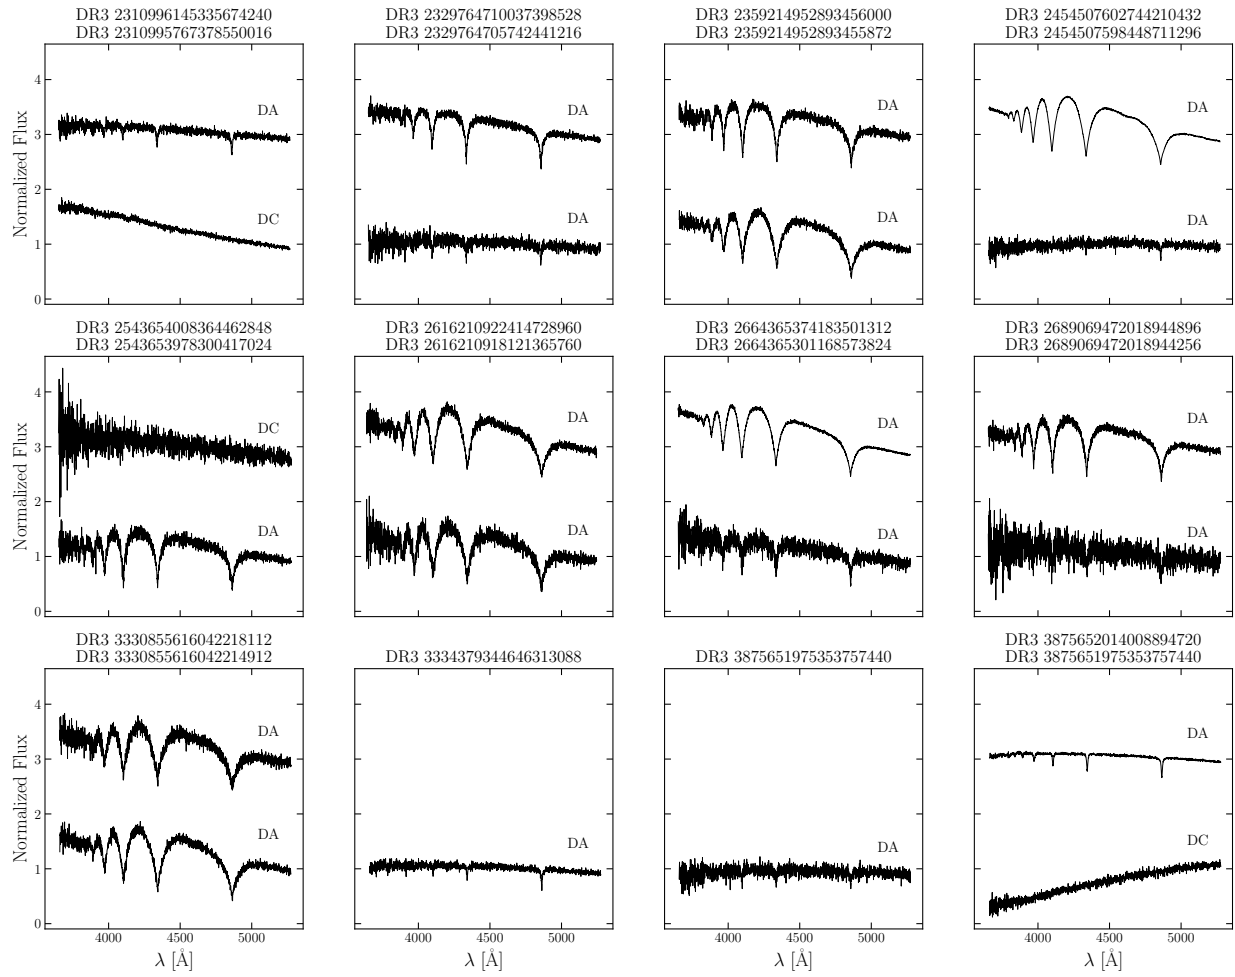 DR3 2310996145335674240
DR3 2310995767378550016
DR3 2329764710037398528
DR3 2329764705742441216
DR3 2359214952893456000
DR3 2359214952893455872
DR3 2454507602744210432
DR3 2454507598448711296
Normalized Flux
4
3
2
1
0
DA
DC
DA
DA
DA
DA
DA
DA
DR3 2543654008364462848
DR3 2543653978300417024
DR3 2616210922414728960
DR3 2616210918121365760
DR3 2664365374183501312
DR3 2664365301168573824
DR3 2689069472018944896
DR3 2689069472018944256
Normalized Flux
4
3
2
1
0
DC
DA
DA
DA
DA
DA
DA
DA
DR3 3330855616042218112
DR3 3330855616042214912
DR3 3334379344646313088
DR3 3875651975353757440
DR3 3875652014008894720
DR3 3875651975353757440
Normalized Flux
4
3
2
1
0
DA
DA
DA
DA
DA
DC
4000 4500 5000
λ [Å]
4000 4500 5000
λ [Å]
4000 4500 5000
λ [Å]
4000 4500 5000
λ [Å]